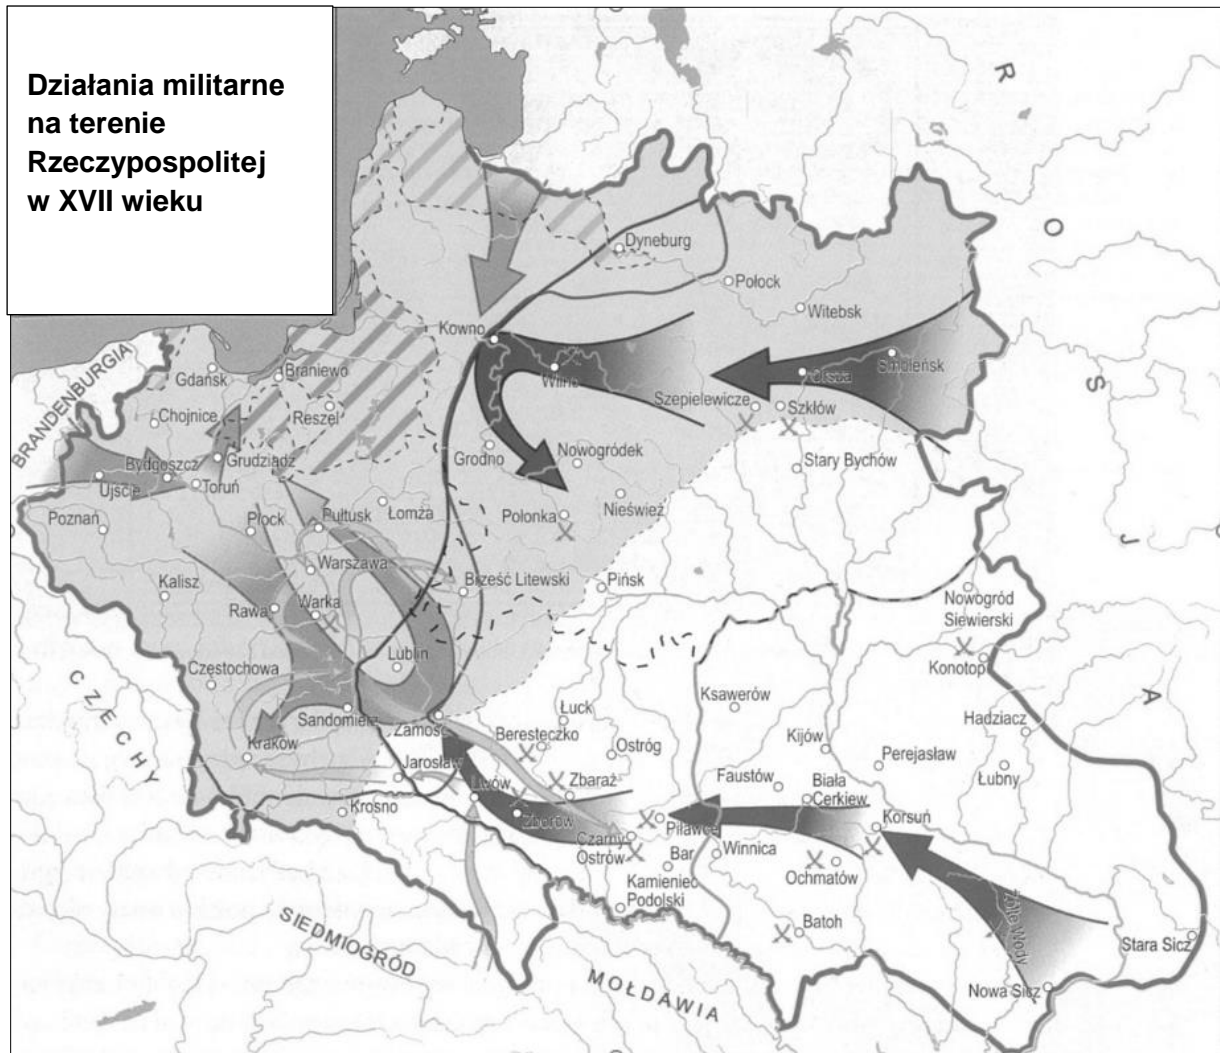 Działania militarne
na terenie
Rzeczypospolitej
w XVII wieku
R
O
S
J
A
Dyneburg
Połock
Witebsk
Kowno
Wilno
Orsza
Smoleńsk
BRANDENBURGIA
Gdańsk
Braniewo
Chojnice
Reszel
Szepielewicze
Szkłów
Grodno
Nowogródek
Stary Bychów
Bydgoszcz
Grudziądz
Ujście
Toruń
Nieśwież
Poznań
Płock
Pułtusk
Łomża
Połonka
Warszawa
Brześć Litewski
Pińsk
Kalisz
Rawa
Warka
Nowogród
Siewierski
Konotop
Częstochowa
Lublin
CZECHY
Sandomierz
Zamość
Łuck
Ksawerów
Hadziacz
Kraków
Beresteczko
Ostróg
Kijów
Perejasław
Łubny
Jarosław
Lwów
Zbaraż
Faustów
Biała
Cerkiew
Krosno
Zborów
Czarny
Ostrów
Piławce
Korsuń
Bar
Winnica
Ochmatów
Kamieniec
Podolski
SIEDMIOGRÓD
Batoh
Żółte Wody
Stara Sicz
MOŁDAWIA
Nowa Sicz